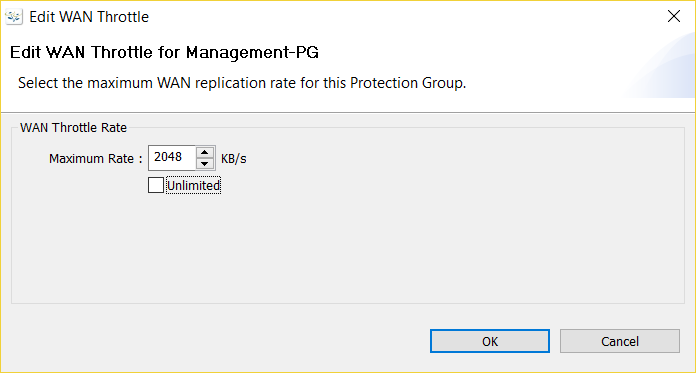 Edit WAN Throttle
Edit WAN Throttle for Management-PG
Select the maximum WAN replication rate for this Protection Group.
WAN Throttle Rate
Maximum Rate : 2048 KB/s
Unlimited
OK Cancel